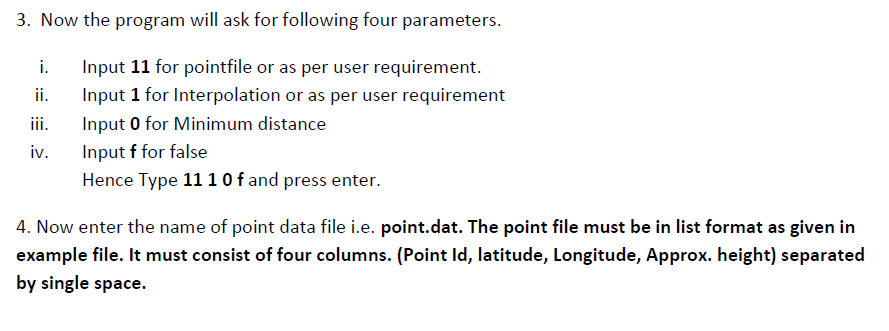 3. Now the program will ask for following four parameters.
i. Input 11 for pointfile or as per user requirement.
ii. Input 1 for Interpolation or as per user requirement
iii. Input 0 for Minimum distance
iv. Input f for false
Hence Type 11 1 0 f and press enter.
4. Now enter the name of point data file i.e. point.dat. The point file must be in list format as given in
example file. It must consist of four columns. (Point Id, latitude, Longitude, Approx. height) separated
by single space.